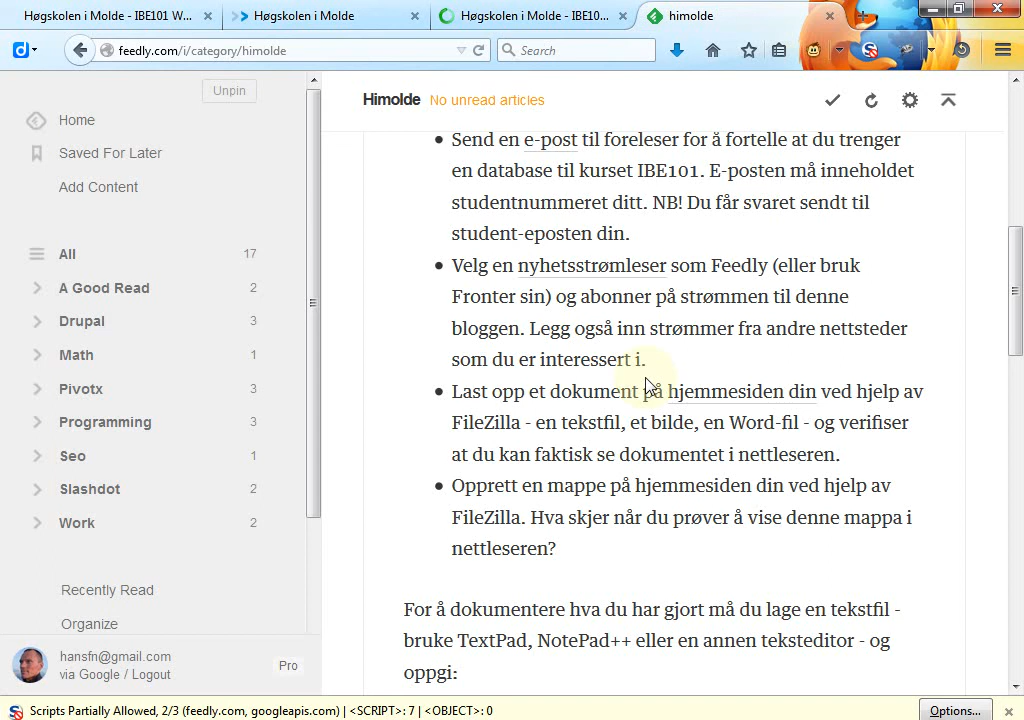 Høgskolen i Molde - IBE101 W...
Høgskolen i Molde
Høgskolen i Molde - IBE10...
himolde
feedly.com/i/category/himolde
Search
Unpin
Home
Saved For Later
Add Content
All 17
A Good Read 2
Drupal 3
Math 1
Pivotx 3
Programming 3
Seo 1
Slashdot 2
Work 2
Recently Read
Organize
hansfn@gmail.com
via Google / Logout
Pro
Himolde No unread articles
Send en e-post til foreleser for å fortelle at du trenger
en database til kurset IBE101. E-posten må inneholdet
studentnummeret ditt. NB! Du får svaret sendt til
student-eposten din.
Velg en nyhetsstrømleser som Feedly (eller bruk
Fronter sin) og abonner på strømmen til denne
bloggen. Legg også inn strømmer fra andre nettsteder
som du er interessert i.
Last opp et dokument på hjemmesiden din ved hjelp av
FileZilla - en tekstfil, et bilde, en Word-fil - og verifiser
at du kan faktisk se dokumentet i nettleseren.
Opprett en mappe på hjemmesiden din ved hjelp av
FileZilla. Hva skjer når du prøver å vise denne mappa i
nettleseren?
For å dokumentere hva du har gjort må du lage en tekstfil -
bruke TextPad, NotePad++ eller en annen teksteditor - og
oppgi:
Scripts Partially Allowed, 2/3 (feedly.com, googleapis.com) | <SCRIPT>: 7 | <OBJECT>: 0
Options...